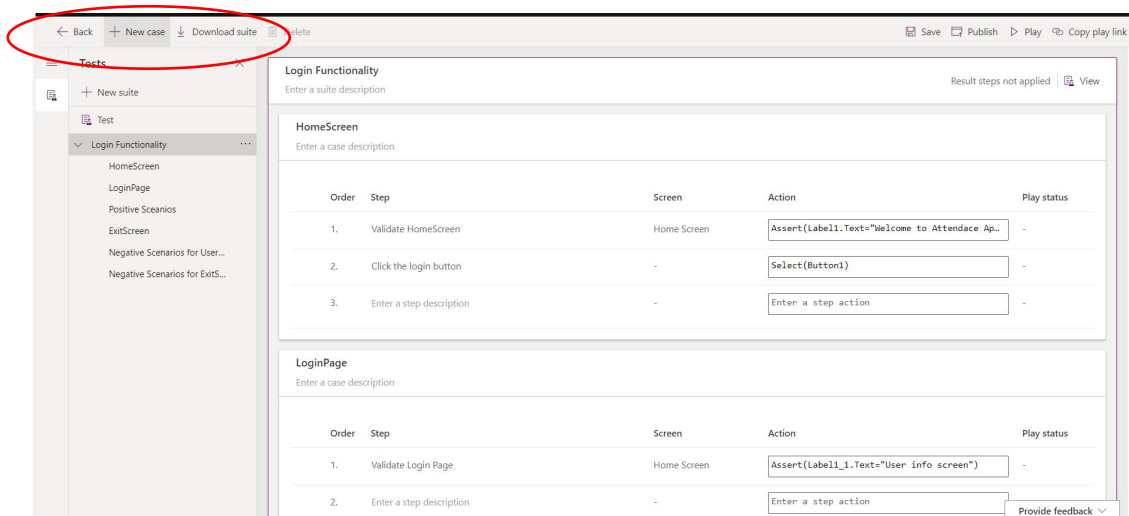 Back New case Download suite Delete Save Publish Play Copy play link
Tests
New suite
Test
Login Functionality ...
HomeScreen
LoginPage
Positive Sceanios
ExitScreen
Negative Scenarios for User...
Negative Scenarios for ExitS...
Login Functionality
Enter a suite description
Result steps not applied View
HomeScreen
Enter a case description
Order Step Screen Action Play status
1. Validate HomeScreen Home Screen Assert(Label1.Text="Welcome to Attendace Ap… -
2. Click the login button - Select(Button1) -
3. Enter a step description - Enter a step action -
LoginPage
Enter a case description
Order Step Screen Action Play status
1. Validate Login Page Home Screen Assert(Label1_1.Text="User info screen") -
2. Enter a step description - Enter a step action
Provide feedback